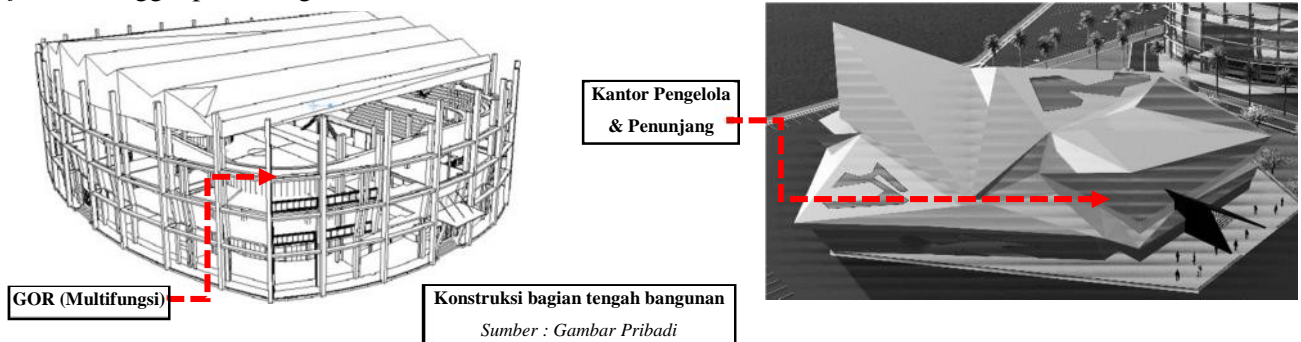 Kantor Pengelola
& Penunjang
GOR (Multifungsi)
Konstruksi bagian tengah bangunan
Sumber : Gambar Pribadi